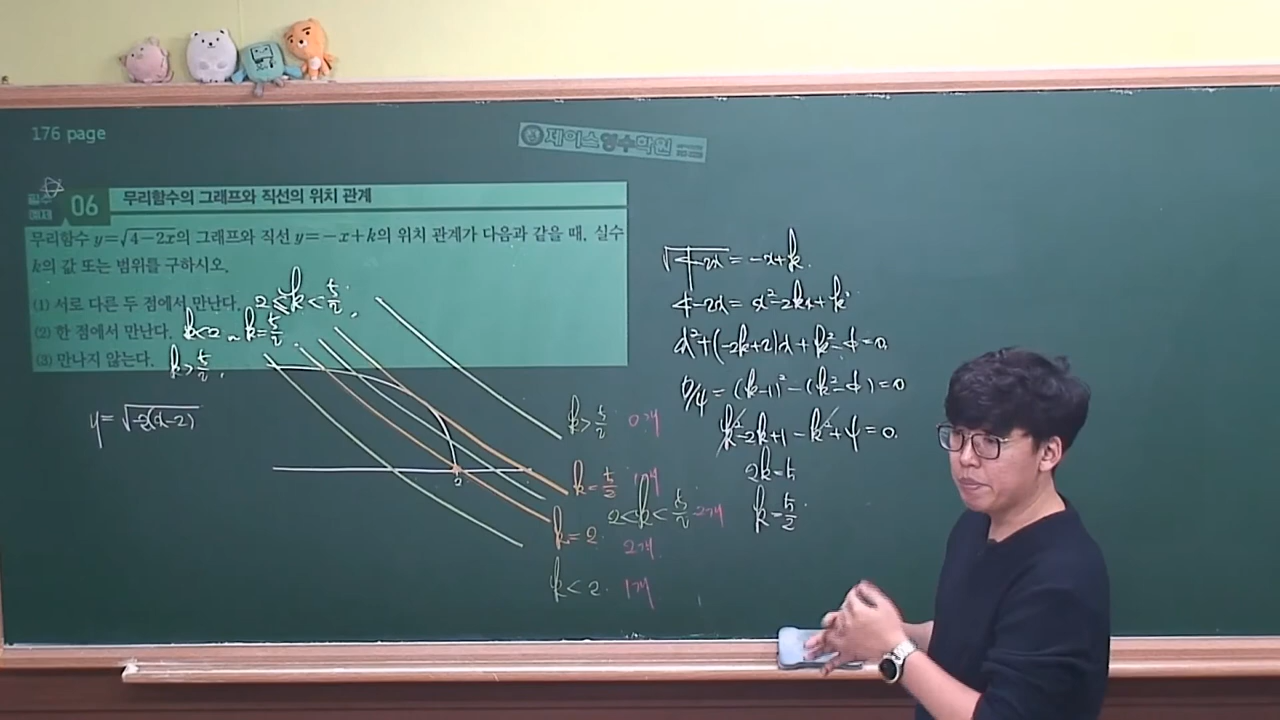 176 page
제이스영수학원
필수 예제 06 무리함수의 그래프와 직선의 위치 관계
무리함수 y=√4−2x의 그래프와 직선 y=−x+k의 위치 관계가 다음과 같을 때, 실수
k의 값 또는 범위를 구하시오.
(1) 서로 다른 두 점에서 만난다. 2≤k<5/2.
(2) 한 점에서 만난다. k<2 k=5/2.
(3) 만나지 않는다. k>5/2.
y=√-2(x-2)
2
k>5/2 0개
k=5/2 1개
2<k<5/2 2개
k=2. 2개.
k<2. 1개
√4-2x = -x+k.
4-2x = x²-2kx+k²
x²+(-2k+2)x+k²-4=0.
D/4=(k-1)²-(k²-4)=0
k²-2k+1-k²+4=0.
2k=5
k=5/2